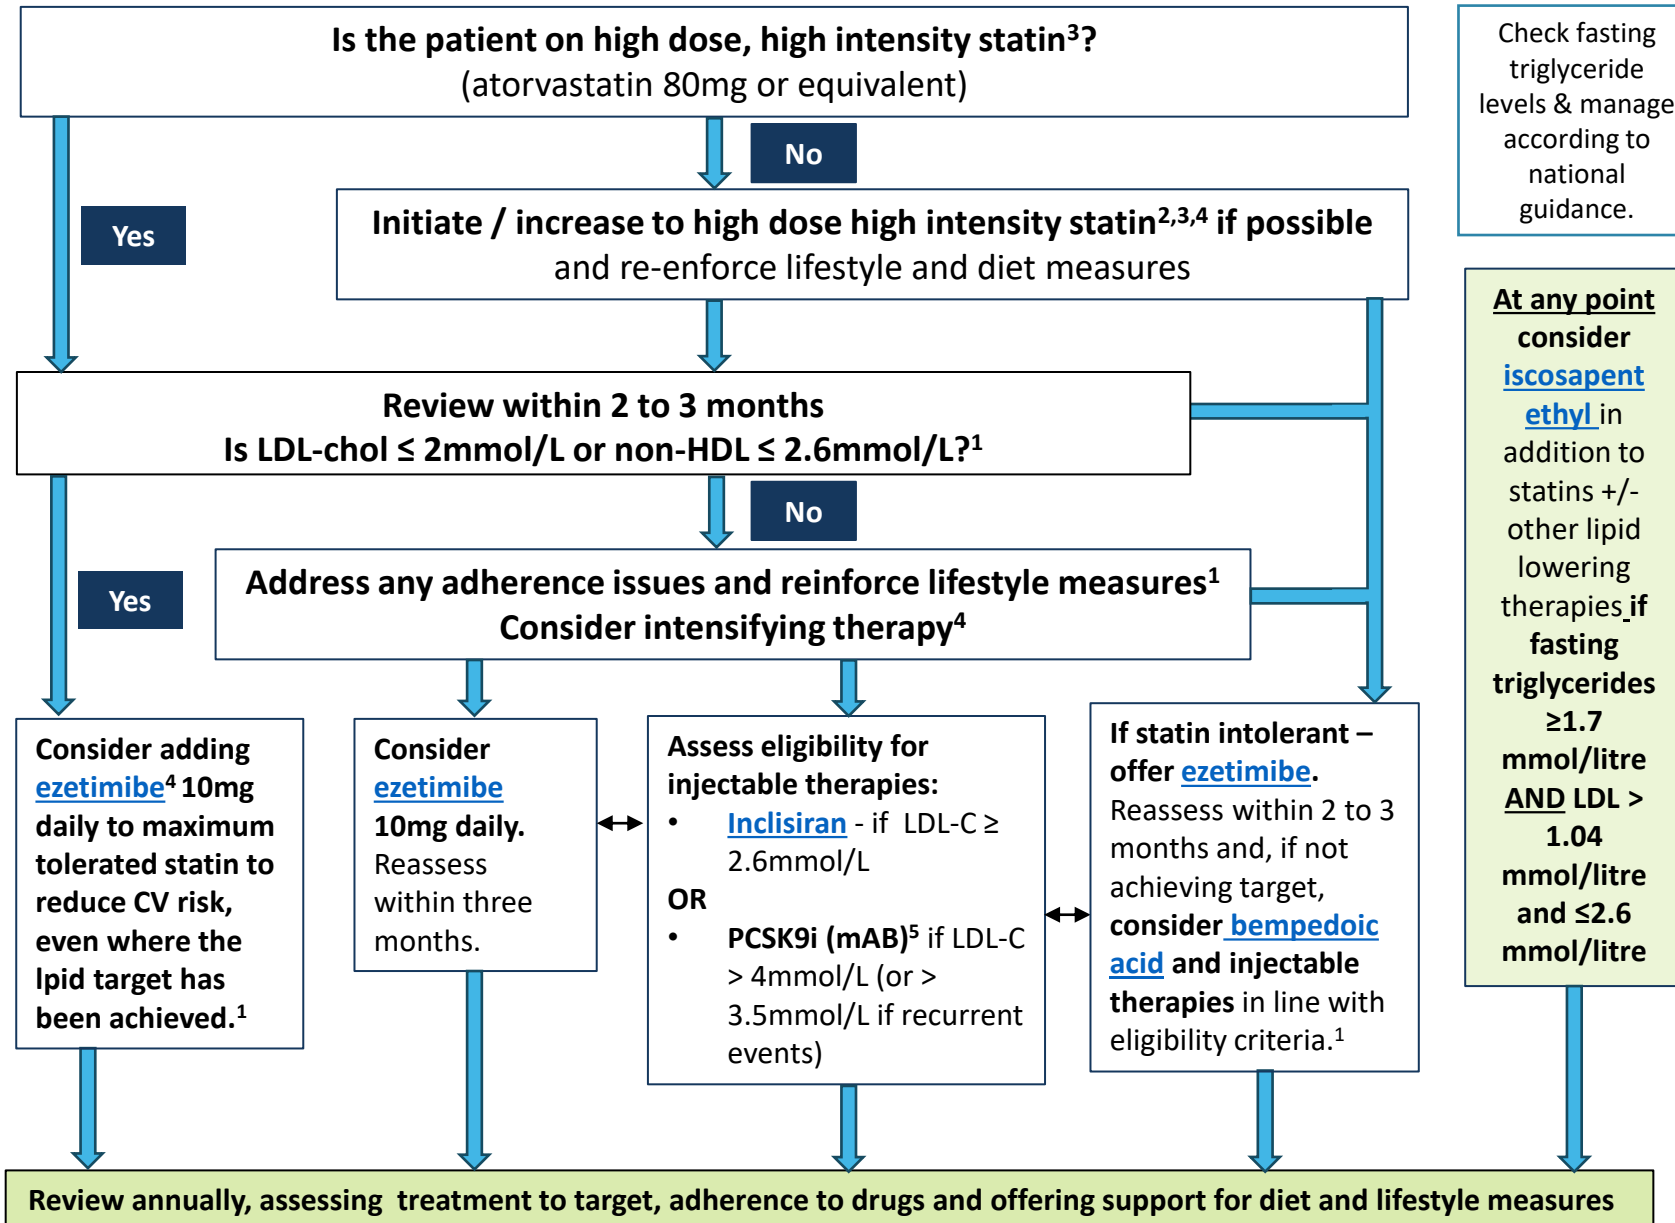 Is the patient on high dose, high intensity statin³?
(atorvastatin 80mg or equivalent)
Check fasting
triglyceride
levels & manage
according to
national
guidance.
No
Yes
Initiate / increase to high dose high intensity statin²,³,⁴ if possible
and re-enforce lifestyle and diet measures
Review within 2 to 3 months
Is LDL-chol ≤ 2mmol/L or non-HDL ≤ 2.6mmol/L?¹
No
Yes
Address any adherence issues and reinforce lifestyle measures¹
Consider intensifying therapy⁴
Consider adding
ezetimibe⁴ 10mg
daily to maximum
tolerated statin to
reduce CV risk,
even where the
lpid target has
been achieved.¹
Consider
ezetimibe
10mg daily.
Reassess
within three
months.
Assess eligibility for
injectable therapies:
• Inclisiran - if LDL-C ≥
2.6mmol/L
OR
• PCSK9i (mAB)⁵ if LDL-C
> 4mmol/L (or >
3.5mmol/L if recurrent
events)
If statin intolerant –
offer ezetimibe.
Reassess within 2 to 3
months and, if not
achieving target,
consider bempedoic
acid and injectable
therapies in line with
eligibility criteria.¹
At any point
consider
iscosapent
ethyl in
addition to
statins +/-
other lipid
lowering
therapies if
fasting
triglycerides
≥1.7
mmol/litre
AND LDL >
1.04
mmol/litre
and ≤2.6
mmol/litre
Review annually, assessing treatment to target, adherence to drugs and offering support for diet and lifestyle measures